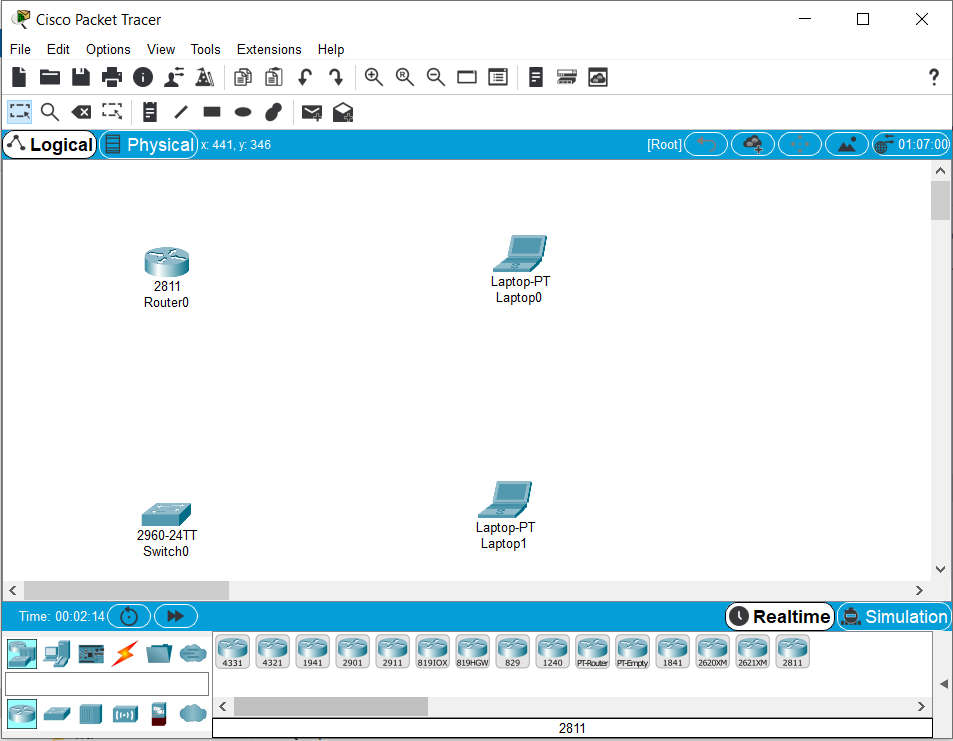 Cisco Packet Tracer
File Edit Options View Tools Extensions Help
R
?
Logical Physical x: 441, y: 346 [Root] 01:07:00
2811
Router0
Laptop-PT
Laptop0
2960-24TT
Switch0
Laptop-PT
Laptop1
Time: 00:02:14 Realtime Simulation
4331 4321 1941 2901 2911 819IOX 819HGW 829 1240 PT-Router PT-Empty 1841 2620XM 2621XM 2811
2811